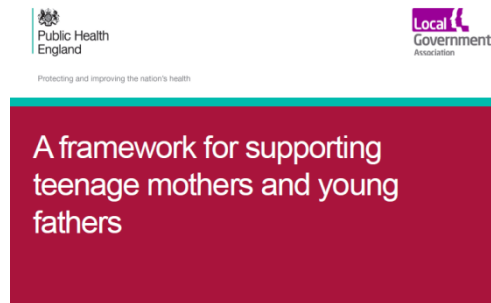 Public Health
England
Protecting and improving the nation's health
Local
Government
Association
A framework for supporting
teenage mothers and young
fathers